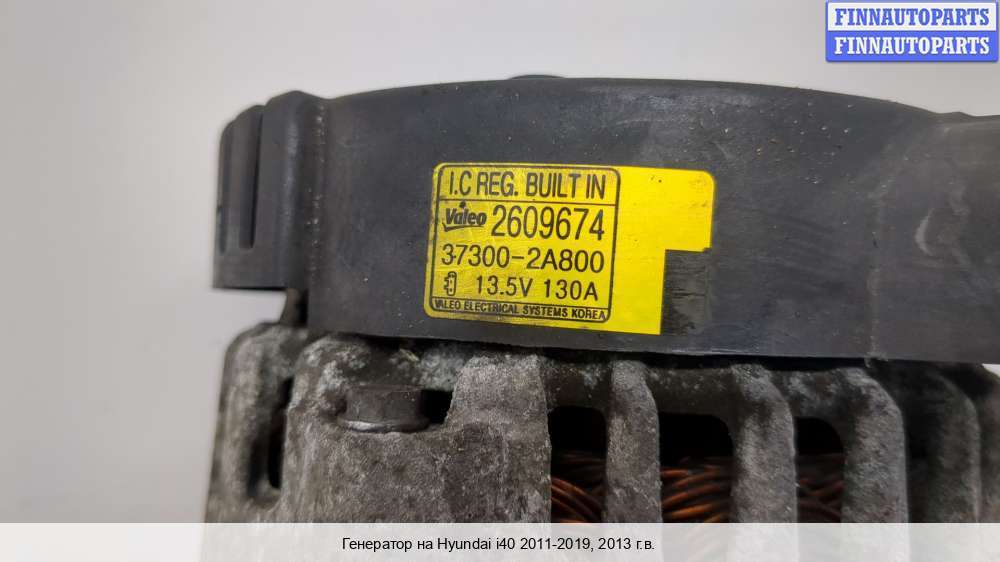 FINNAUTOPARTS
FINNAUTOPARTS
I.C REG. BUILT IN
Valeo 2609674
37300-2A800
13.5V 130A
VALEO ELECTRICAL SYSTEMS KOREA
Генератор на Hyundai i40 2011-2019, 2013 г.в.